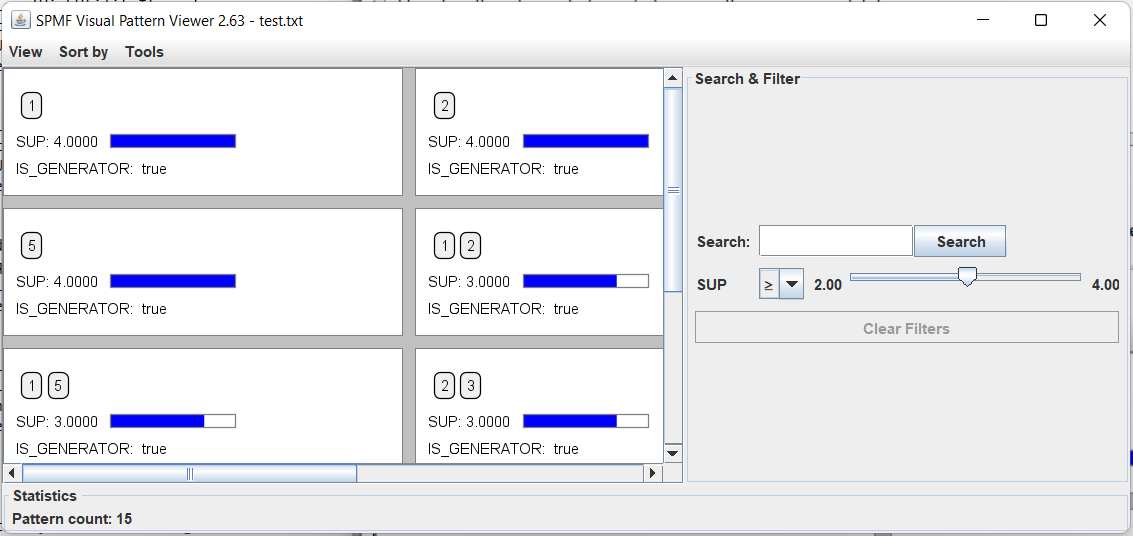 SPMF Visual Pattern Viewer 2.63 - test.txt
View Sort by Tools
1
SUP: 4.0000
IS_GENERATOR: true
2
SUP: 4.0000
IS_GENERATOR: true
5
SUP: 4.0000
IS_GENERATOR: true
1 2
SUP: 3.0000
IS_GENERATOR: true
1 5
SUP: 3.0000
IS_GENERATOR: true
2 3
SUP: 3.0000
IS_GENERATOR: true
Search & Filter
Search: Search
SUP ≥ 2.00 4.00
Clear Filters
Statistics
Pattern count: 15